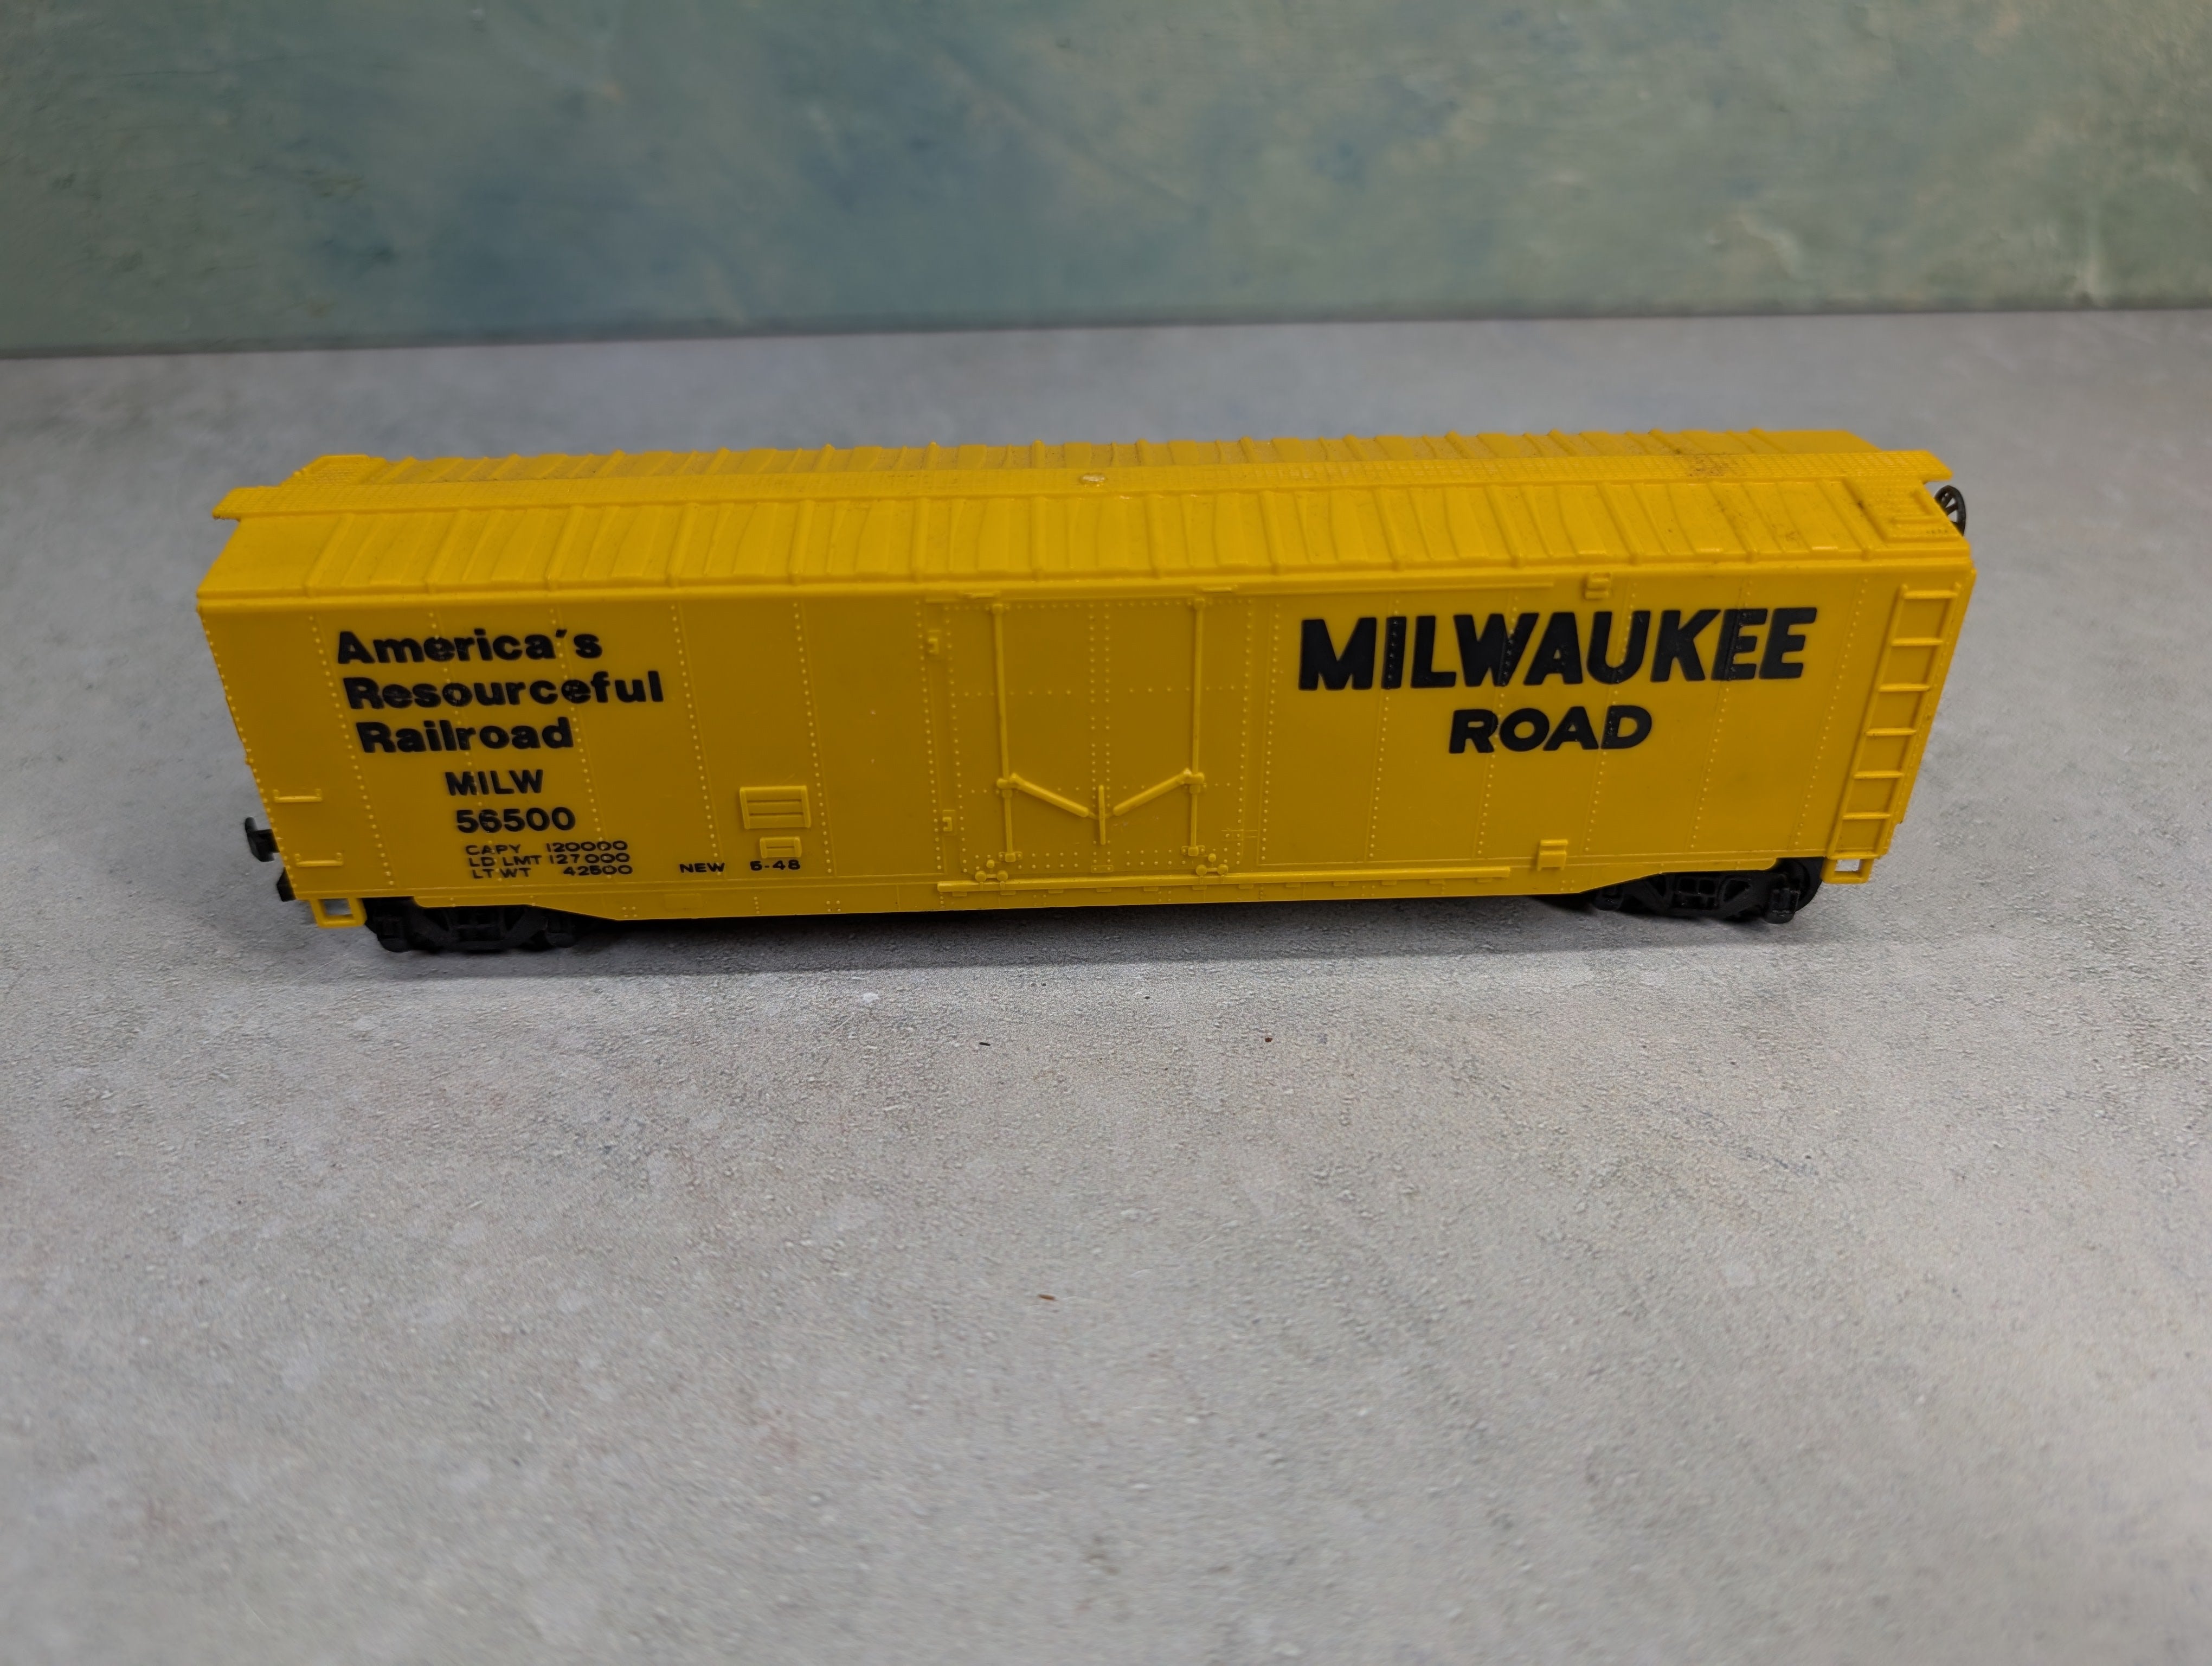 America's
Resourceful
Railroad
MILW
56500
CAPY 120000
LD LMT 127000
LT WT 42500
NEW 5-48
MILWAUKEE
ROAD